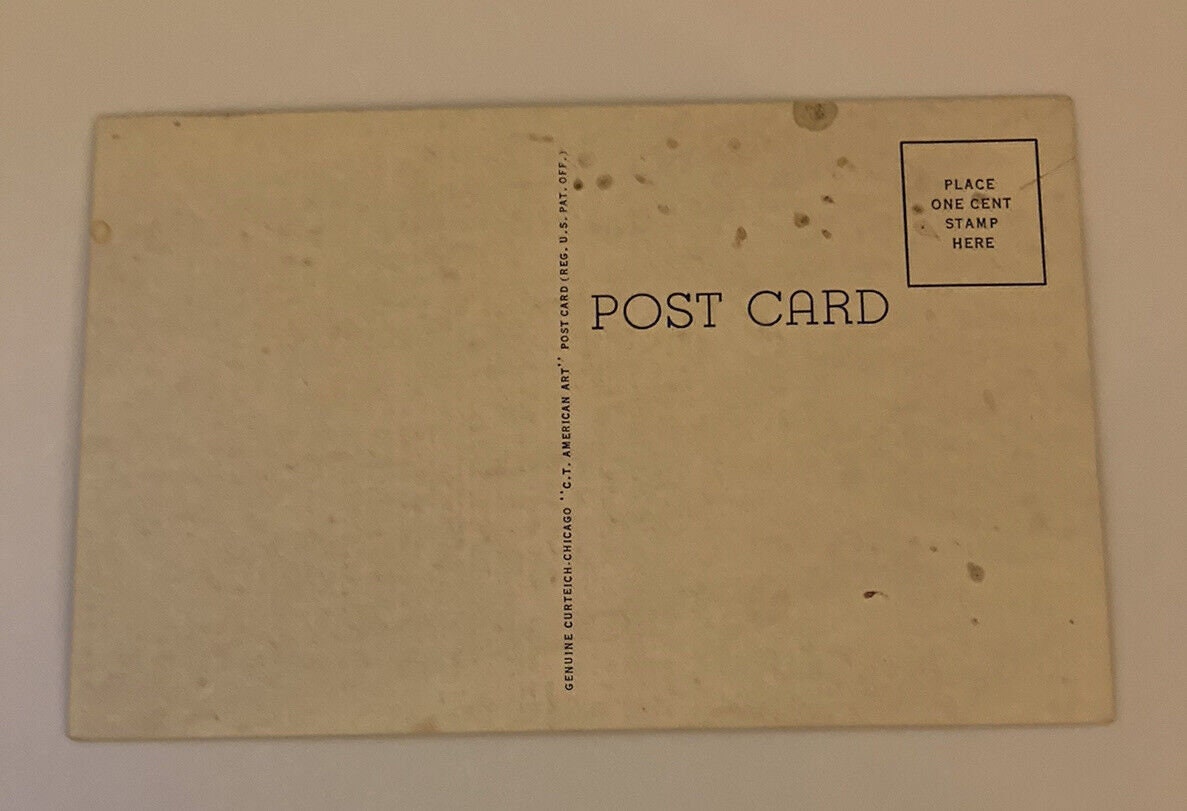 GENUINE CURTEICH-CHICAGO "C.T. AMERICAN ART" POST CARD (REG. U.S. PAT. OFF.)
POST CARD
PLACE
ONE CENT
STAMP
HERE